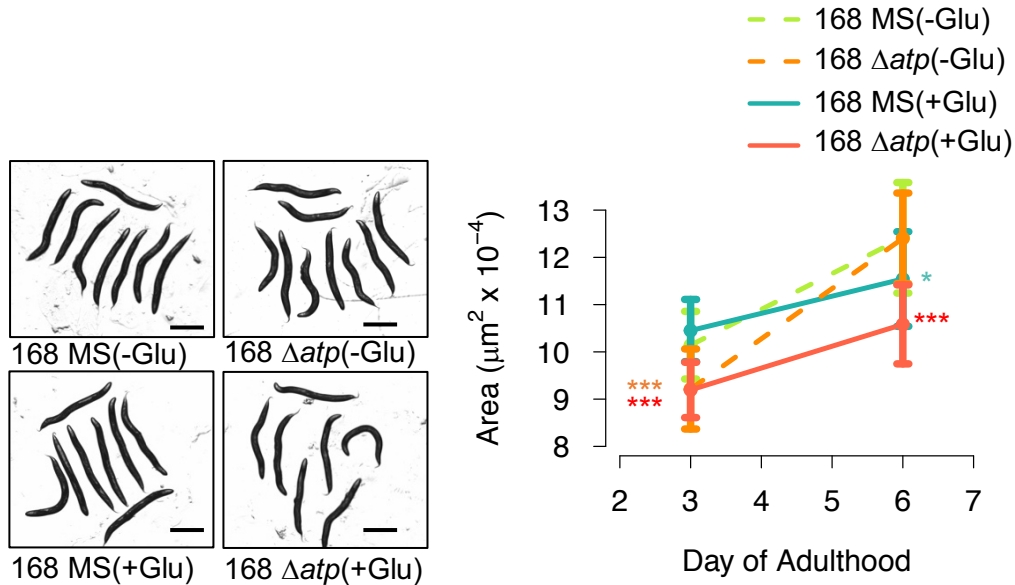 168 MS(-Glu)
168 Δatp(-Glu)
168 MS(+Glu)
168 Δatp(+Glu)
168 MS(-Glu)
168 Δatp(-Glu)
168 MS(+Glu)
168 Δatp(+Glu)
Area (μm² x 10⁻⁴)
13
12
11
10
9
8
*
***
***
***
2 3 4 5 6 7
Day of Adulthood